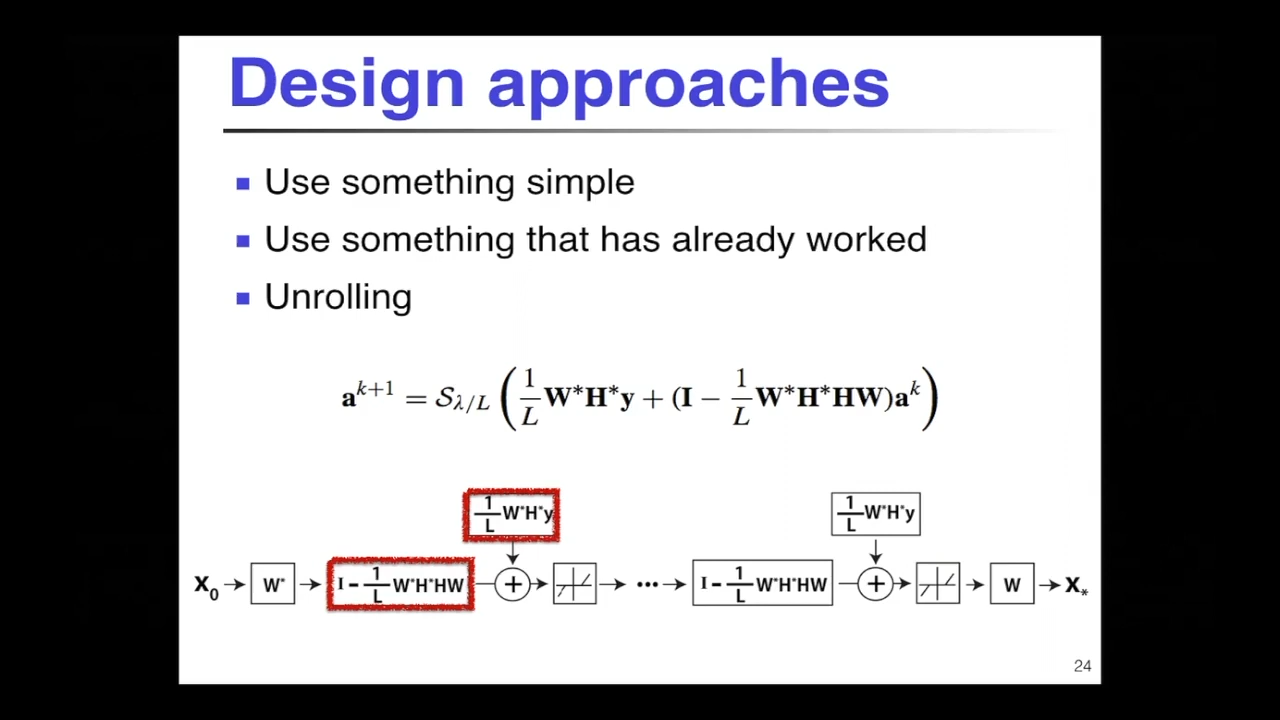 Design approaches
Use something simple
Use something that has already worked
Unrolling
a^{k+1} = S_{λ/L} ( 1/L W*H*y + (I − 1/L W*H*HW)a^k )
1/L W*H*y 1/L W*H*y
X₀ W* I - 1/L W*H*HW + ... I - 1/L W*H*HW + W X*
24